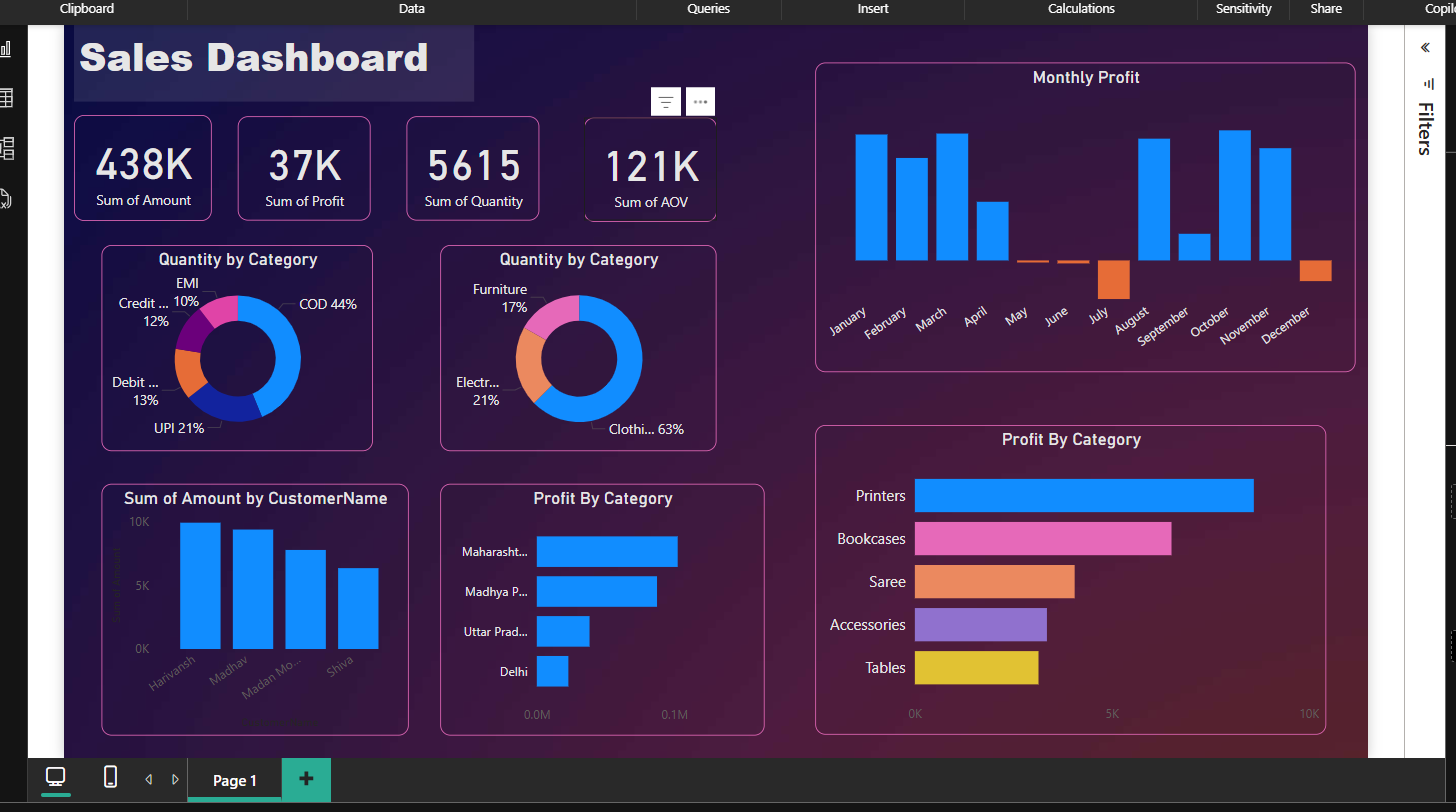 Clipboard
Data
Queries
Insert
Calculations
Sensitivity
Share
Sales Dashboard
438K
Sum of Amount
37K
Sum of Profit
5615
Sum of Quantity
121K
Sum of AOV
Quantity by Category
EMI
10%
Credit ...
12%
COD 44%
Debit ...
13%
UPI 21%
Quantity by Category
Furniture
17%
Electr...
21%
Clothi... 63%
Monthly Profit
January
February
March
April
May
June
July
August
September
October
November
December
Sum of Amount by CustomerName
10K
5K
0K
Sum of Amount
Harivansh
Madhav
Madan Mo...
Shiva
Profit By Category
Maharasht...
Madhya P...
Uttar Prad...
Delhi
0.0M
0.1M
Profit By Category
Printers
Bookcases
Saree
Accessories
Tables
0K
5K
10K
Filters
Page 1